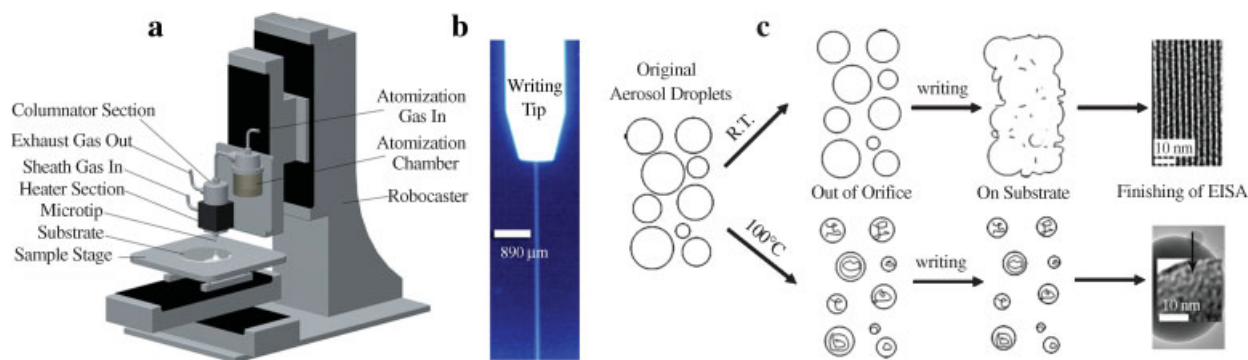 a
Columnator Section
Exhaust Gas Out
Sheath Gas In
Heater Section
Microtip
Substrate
Sample Stage
Atomization
Gas In
Atomization
Chamber
Robocaster
b
Writing
Tip
890 μm
c
Original
Aerosol Droplets
R.T.
100°C
Out of Orifice
writing
On Substrate
10 nm
Finishing of EISA
writing
10 nm